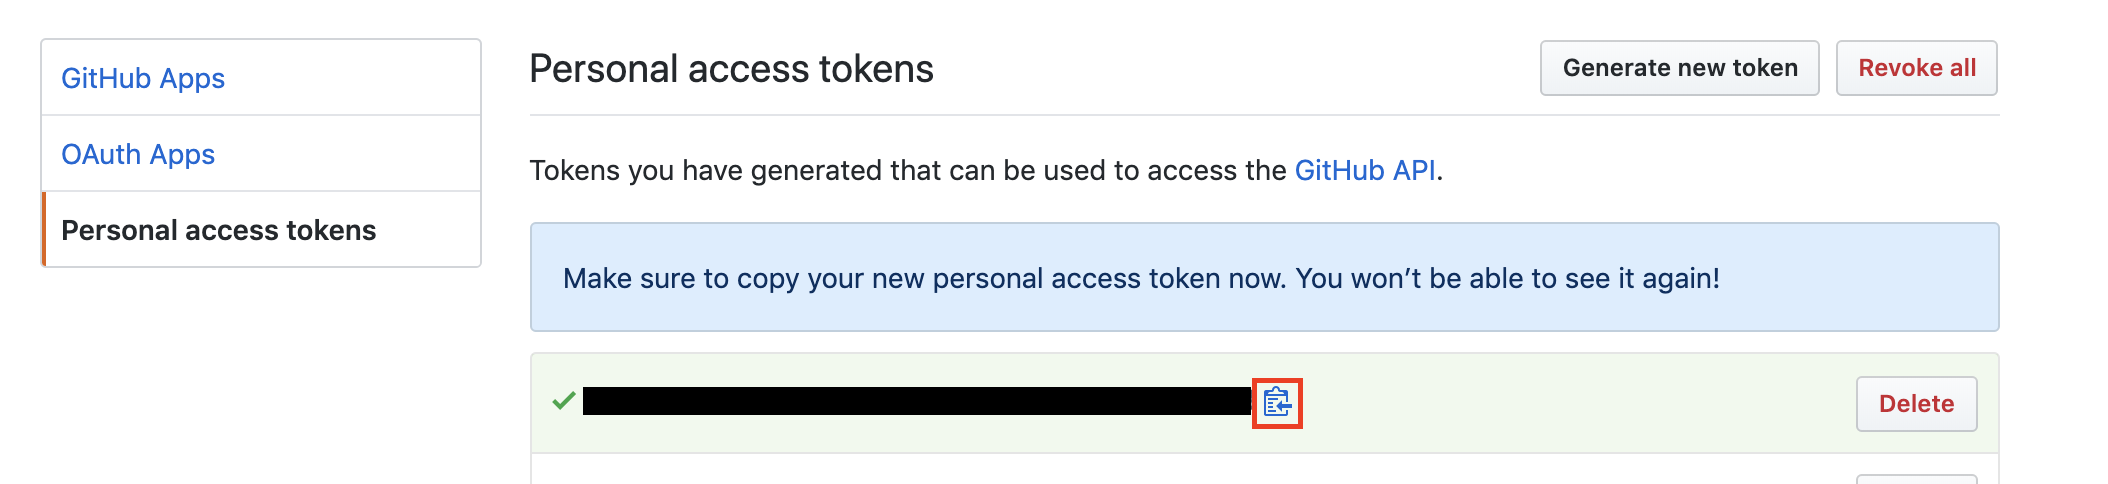 GitHub Apps
OAuth Apps
Personal access tokens
Personal access tokens
Generate new token
Revoke all
Tokens you have generated that can be used to access the GitHub API.
Make sure to copy your new personal access token now. You won’t be able to see it again!
Delete